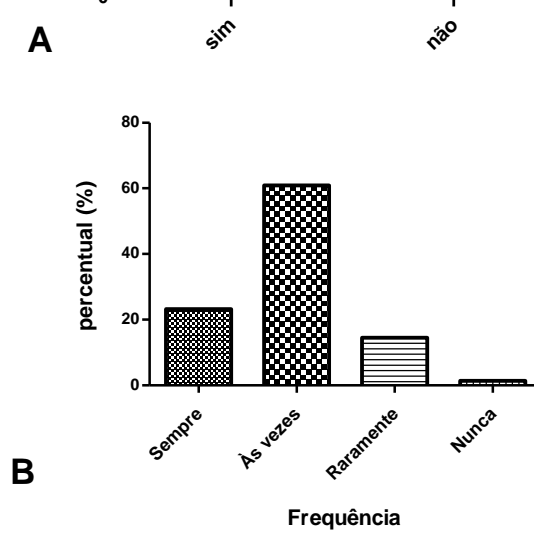 A
sim
não
80
60
40
20
0
percentual (%)
Sempre
Às vezes
Raramente
Nunca
B
Frequência